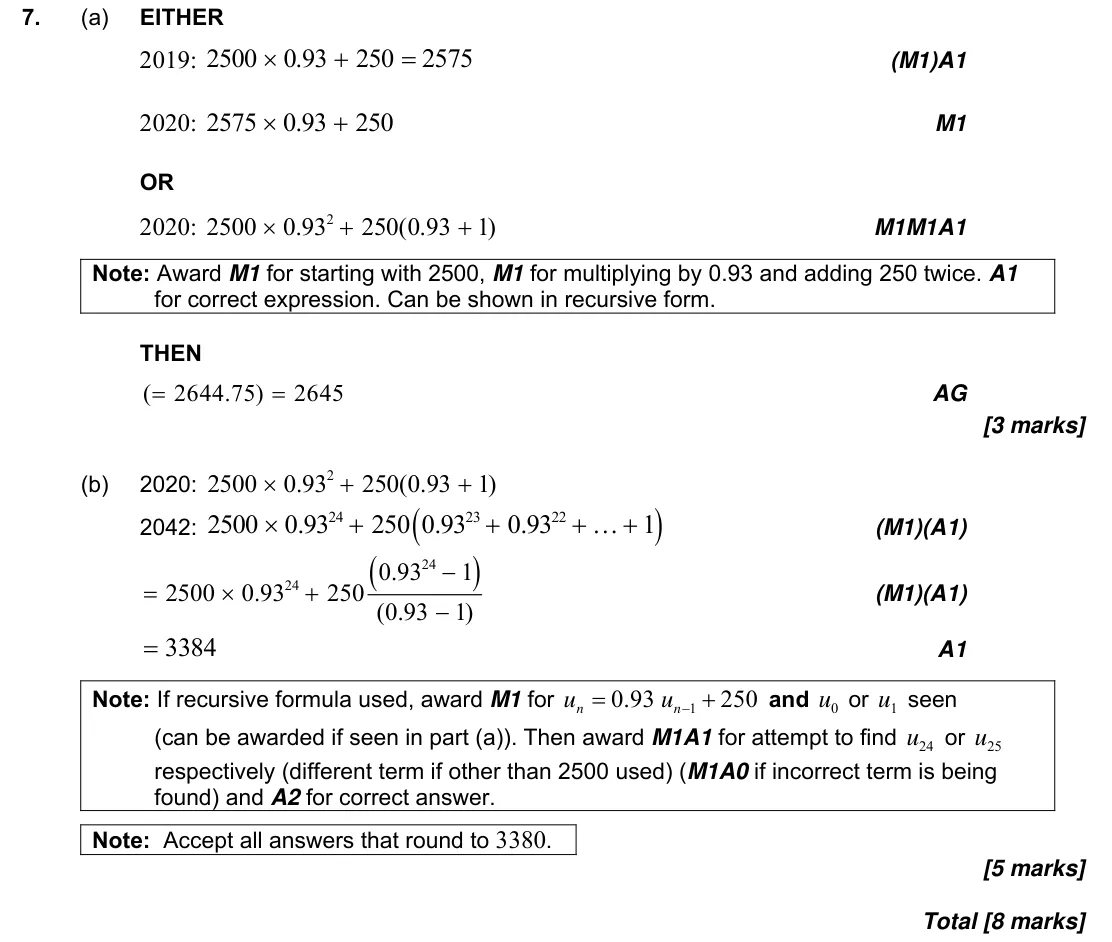 7. (a) EITHER
2019: 2500 × 0.93 + 250 = 2575 (M1)A1
2020: 2575 × 0.93 + 250 M1
OR
2020: 2500 × 0.93² + 250(0.93 + 1) M1M1A1
Note: Award M1 for starting with 2500, M1 for multiplying by 0.93 and adding 250 twice. A1
for correct expression. Can be shown in recursive form.
THEN
(= 2644.75) = 2645 AG
[3 marks]
(b) 2020: 2500 × 0.93² + 250(0.93 + 1)
2042: 2500 × 0.93²⁴ + 250(0.93²³ + 0.93²² + … + 1) (M1)(A1)
= 2500 × 0.93²⁴ + 250 (0.93²⁴ − 1)/(0.93 − 1) (M1)(A1)
= 3384 A1
Note: If recursive formula used, award M1 for uₙ = 0.93 uₙ₋₁ + 250 and u₀ or u₁ seen
(can be awarded if seen in part (a)). Then award M1A1 for attempt to find u₂₄ or u₂₅
respectively (different term if other than 2500 used) (M1A0 if incorrect term is being
found) and A2 for correct answer.
Note: Accept all answers that round to 3380.
[5 marks]
Total [8 marks]